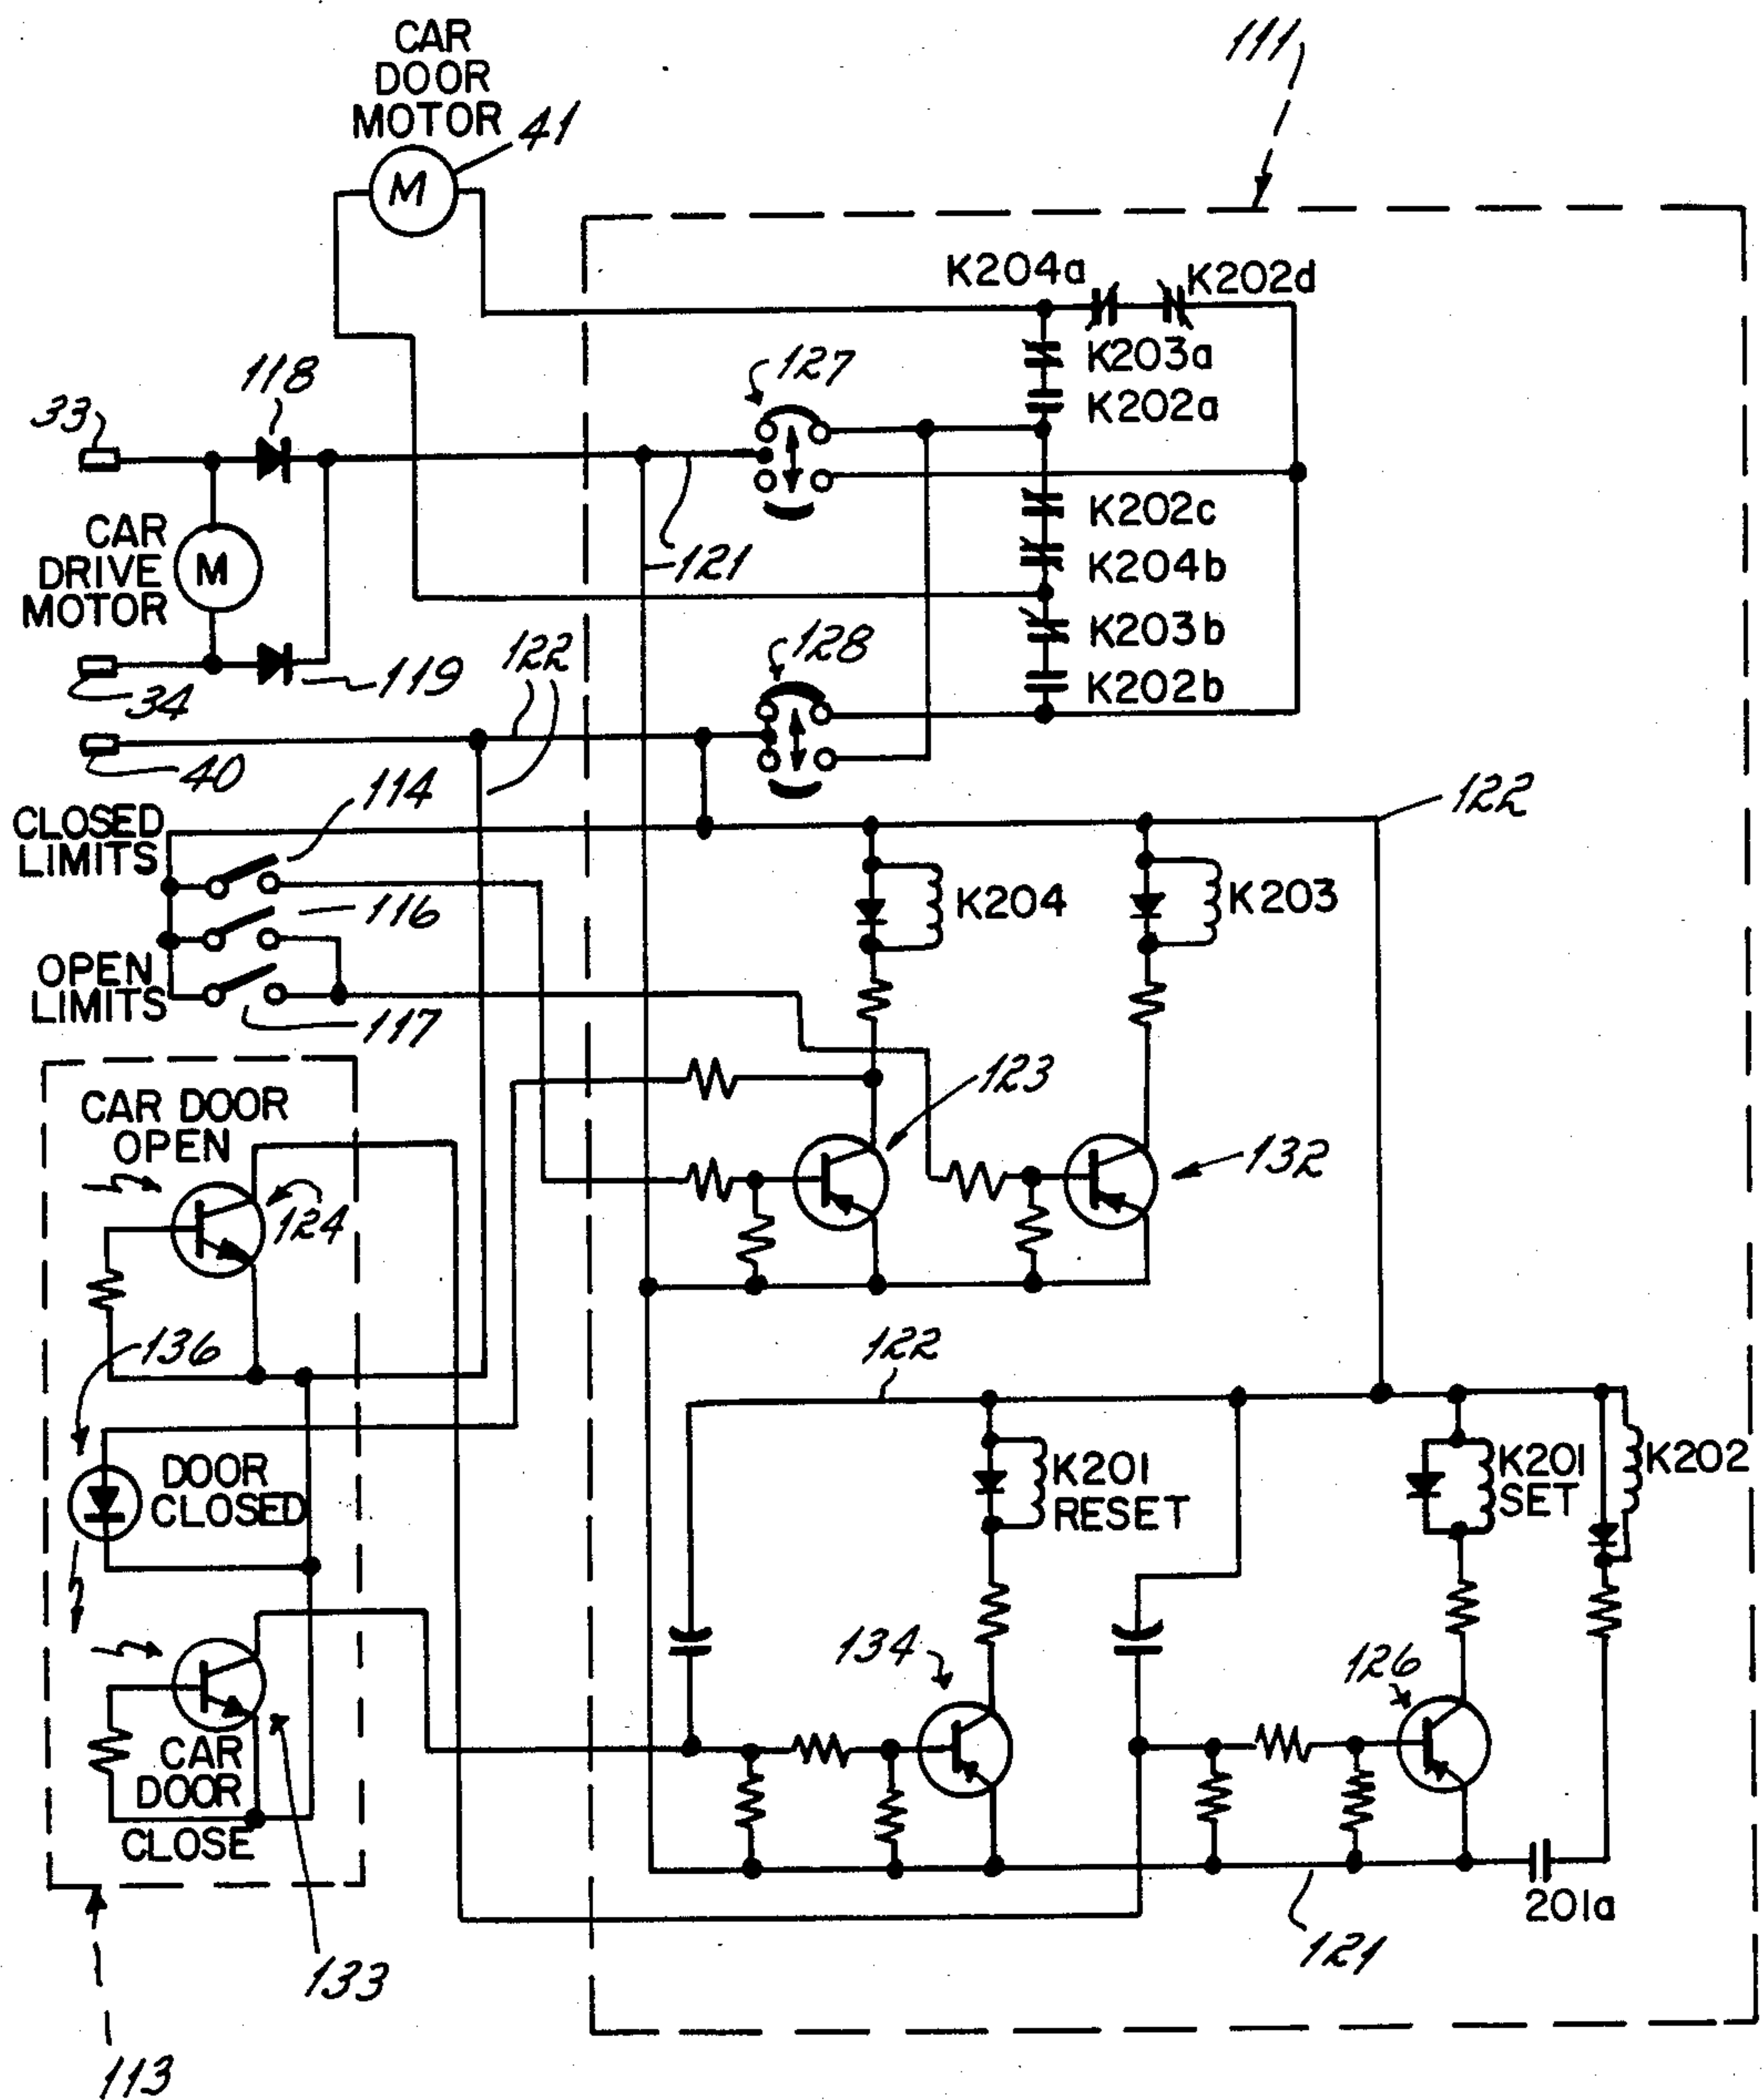 111
CAR
DOOR
MOTOR
41
M
K204a
K202d
K203a
K202a
127
118
33
K202c
K204b
121
CAR
DRIVE
MOTOR
M
K203b
K202b
128
122
119
34
40
114
122
CLOSED
LIMITS
116
K204
K203
OPEN
LIMITS
117
123
132
CAR DOOR
OPEN
124
136
122
DOOR
CLOSED
K201
RESET
K201
SET
K202
134
126
CAR
DOOR
CLOSE
201a
121
133
113